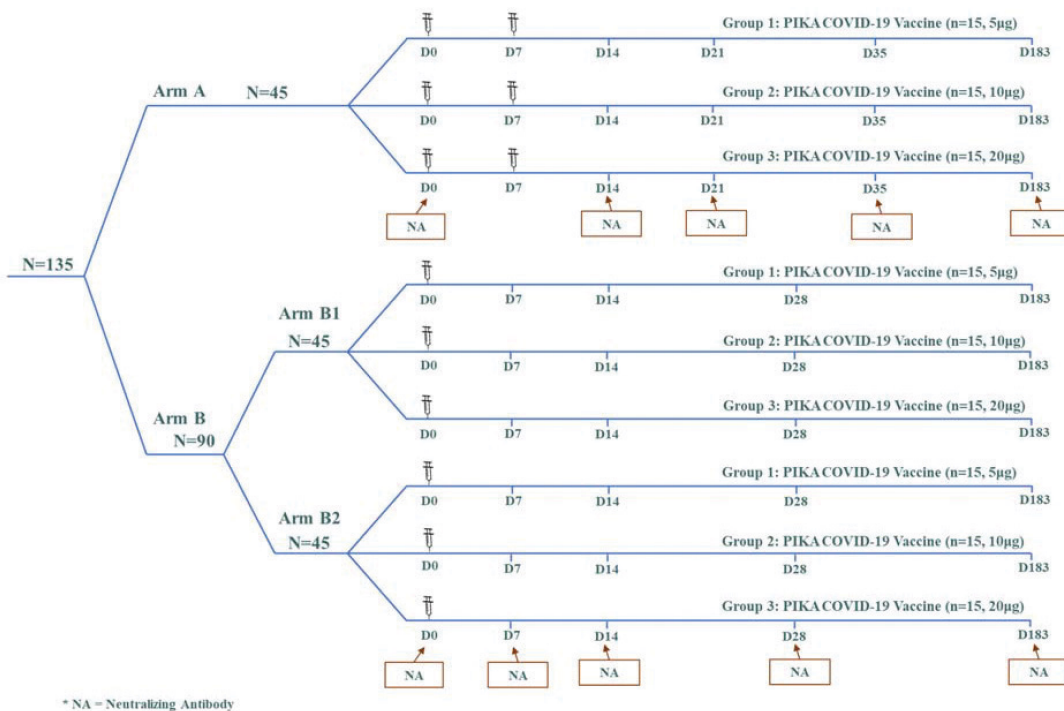 Group 1: PIKA COVID-19 Vaccine (n=15, 5µg)
D0 D7 D14 D21 D35 D183
Arm A N=45
Group 2: PIKA COVID-19 Vaccine (n=15, 10µg)
D0 D7 D14 D21 D35 D183
Group 3: PIKA COVID-19 Vaccine (n=15, 20µg)
D0 D7 D14 D21 D35 D183
NA NA NA NA NA
N=135
Group 1: PIKA COVID-19 Vaccine (n=15, 5µg)
D0 D7 D14 D28 D183
Arm B1
N=45
Group 2: PIKA COVID-19 Vaccine (n=15, 10µg)
D0 D7 D14 D28 D183
Group 3: PIKA COVID-19 Vaccine (n=15, 20µg)
D0 D7 D14 D28 D183
Arm B
N=90
Group 1: PIKA COVID-19 Vaccine (n=15, 5µg)
D0 D7 D14 D28 D183
Arm B2
N=45
Group 2: PIKA COVID-19 Vaccine (n=15, 10µg)
D0 D7 D14 D28 D183
Group 3: PIKA COVID-19 Vaccine (n=15, 20µg)
D0 D7 D14 D28 D183
NA NA NA NA NA
* NA = Neutralizing Antibody